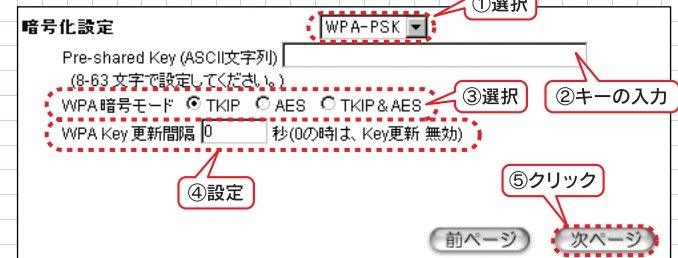 ①選択
暗号化設定 WPA-PSK
Pre-shared Key (ASCII文字列)
(8-63 文字で設定してください。)
②キーの入力
WPA 暗号モード TKIP AES TKIP & AES ③選択
WPA Key 更新間隔 0 秒(0の時は、Key更新 無効)
④設定
⑤クリック
前ページ 次ページ